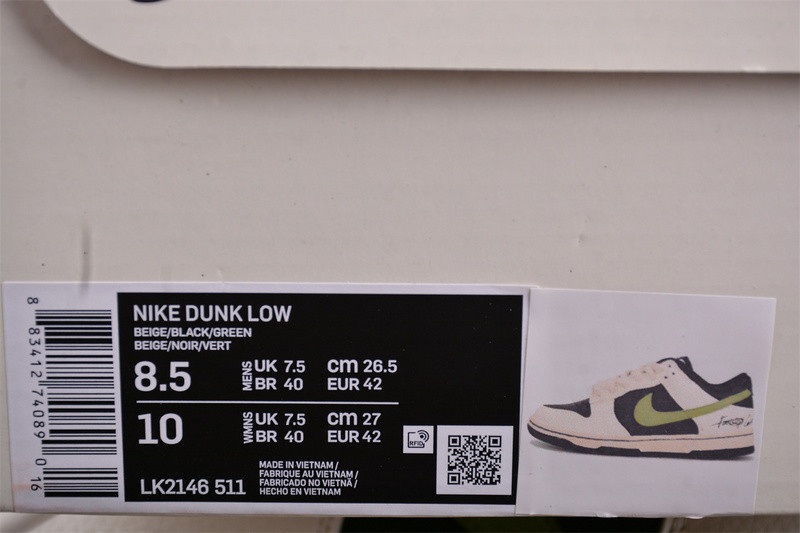 8 83412 74089 0 16
NIKE DUNK LOW
BEIGE/BLACK/GREEN
BEIGE/NOIR/VERT
8.5
MENS
UK 7.5
cm 26.5
BR 40
EUR 42
10
WMNS
UK 7.5
cm 27
BR 40
EUR 42
RFID
LK2146 511
MADE IN VIETNAM /
FABRIQUE AU VIETNAM /
FABRICADO NO VIETNÃ /
HECHO EN VIETNAM